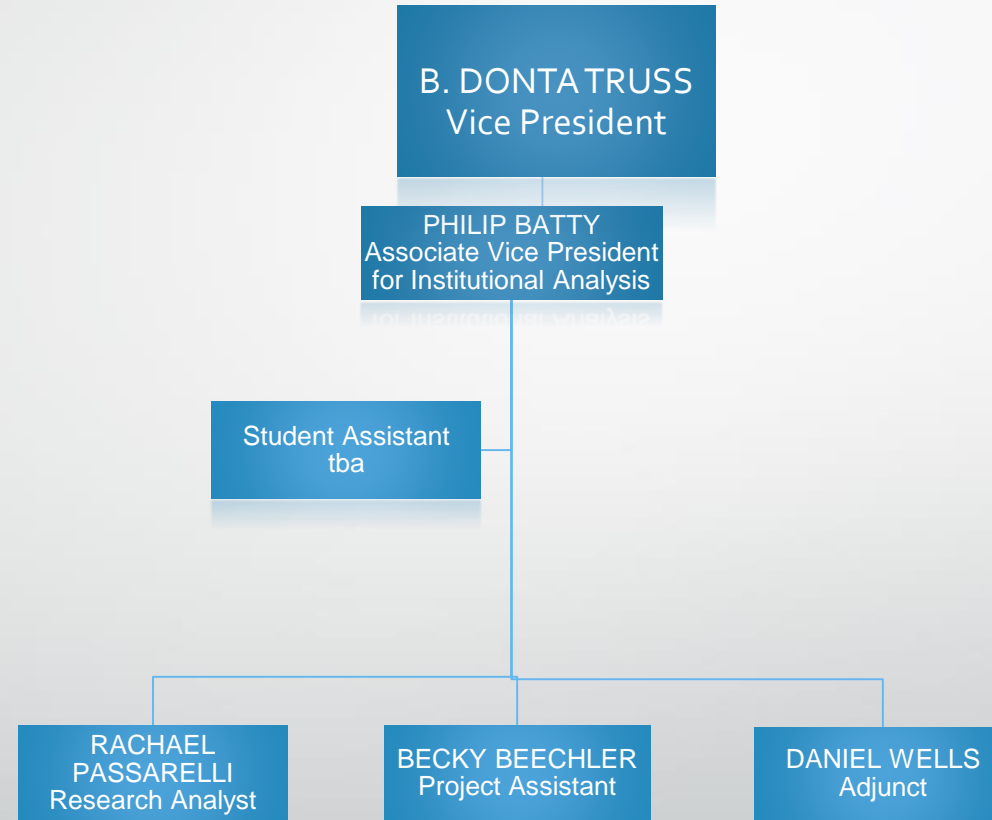 B. DONTA TRUSS
Vice President
PHILIP BATTY
Associate Vice President
for Institutional Analysis
Student Assistant
tba
RACHAEL
PASSARELLI
Research Analyst
BECKY BEECHLER
Project Assistant
DANIEL WELLS
Adjunct